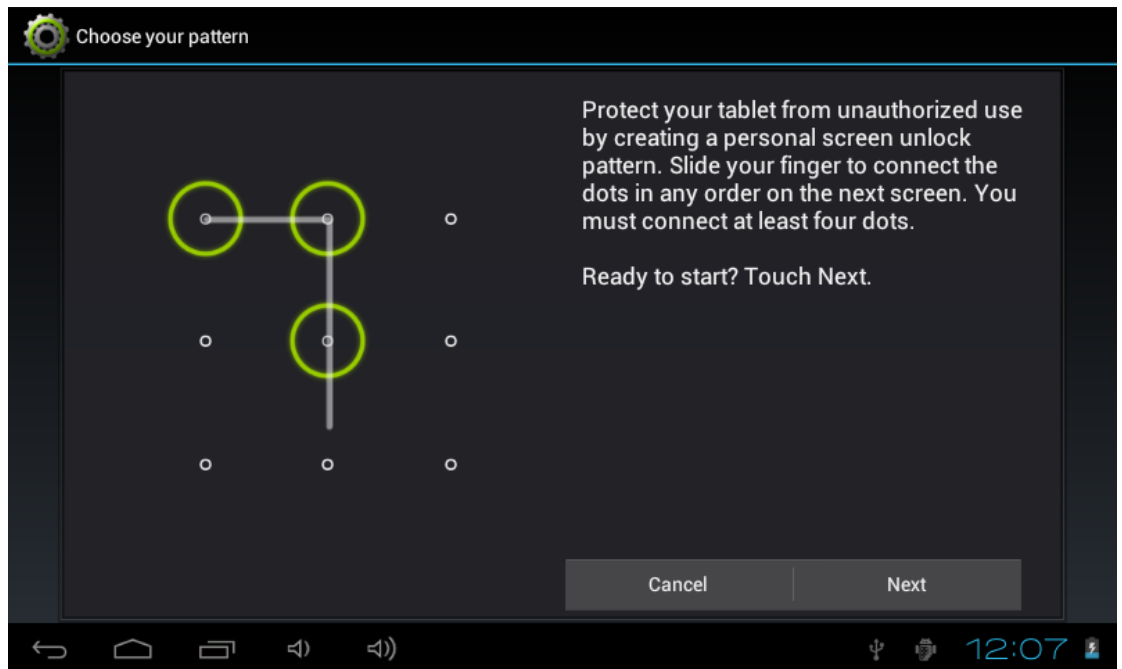 Choose your pattern
Protect your tablet from unauthorized use
by creating a personal screen unlock
pattern. Slide your finger to connect the
dots in any order on the next screen. You
must connect at least four dots.
Ready to start? Touch Next.
Cancel
Next
12:07